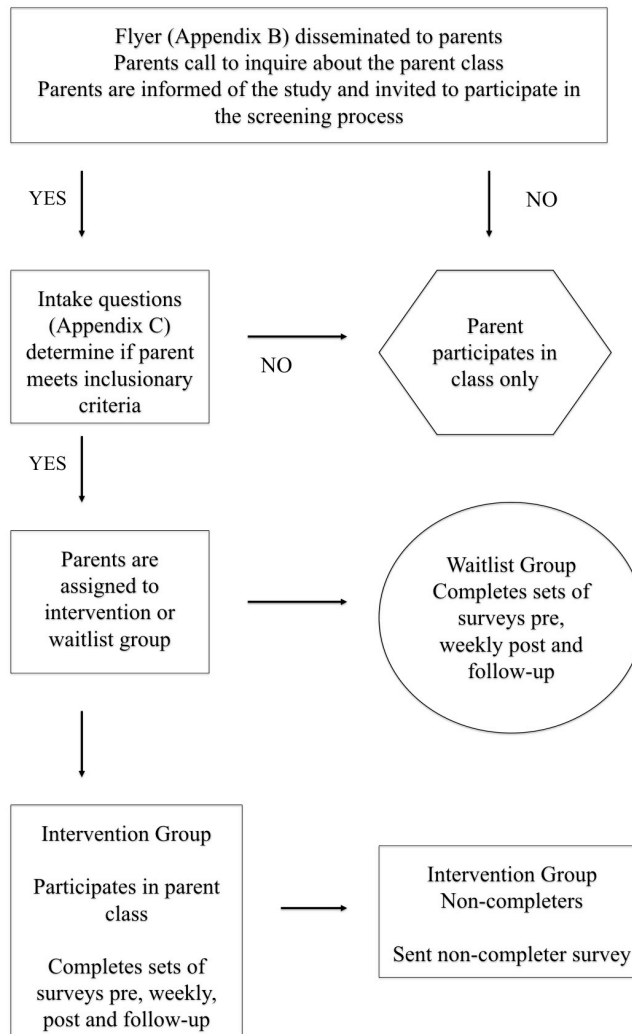 Flyer (Appendix B) disseminated to parents
Parents call to inquire about the parent class
Parents are informed of the study and invited to participate in
the screening process
YES
NO
Intake questions
(Appendix C)
determine if parent
meets inclusionary
criteria
NO
Parent
participates in
class only
YES
Parents are
assigned to
intervention or
waitlist group
Waitlist Group
Completes sets of
surveys pre,
weekly post and
follow-up
Intervention Group
Participates in parent
class
Completes sets of
surveys pre, weekly,
post and follow-up
Intervention Group
Non-completers
Sent non-completer survey